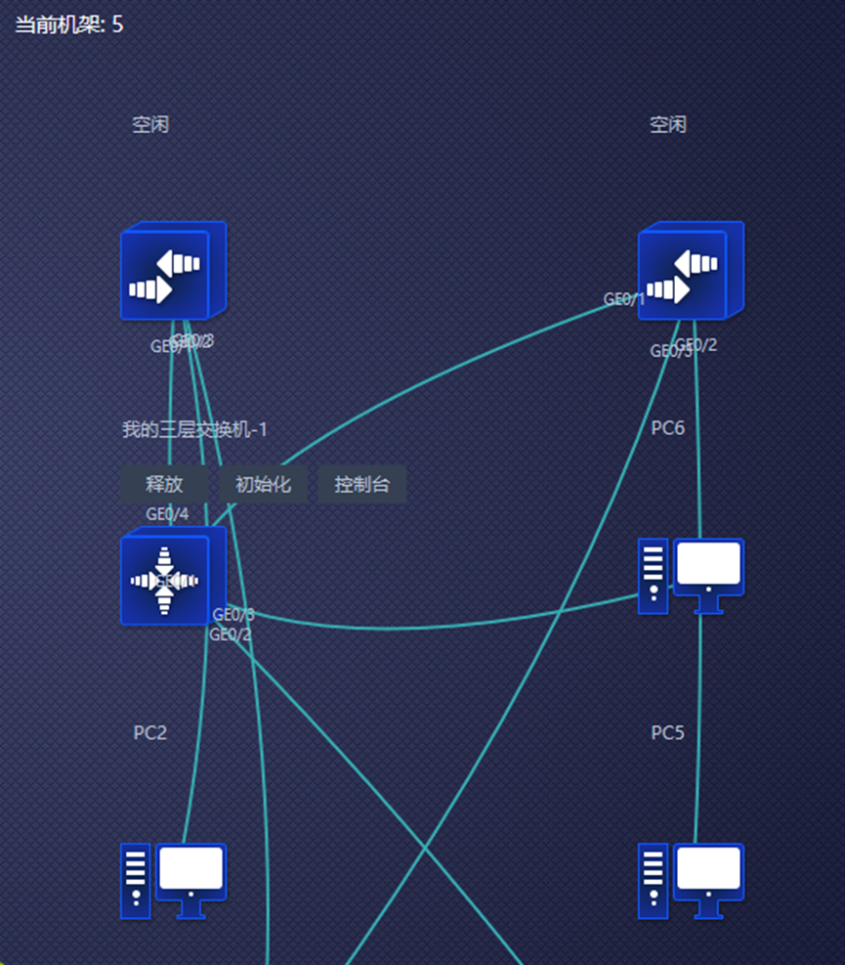 当前机架: 5
空闲
空闲
GE0/1
GE0/3
GE0/2
我的三层交换机-1
PC6
释放
初始化
控制台
GE0/4
GE0/3
GE0/2
PC2
PC5